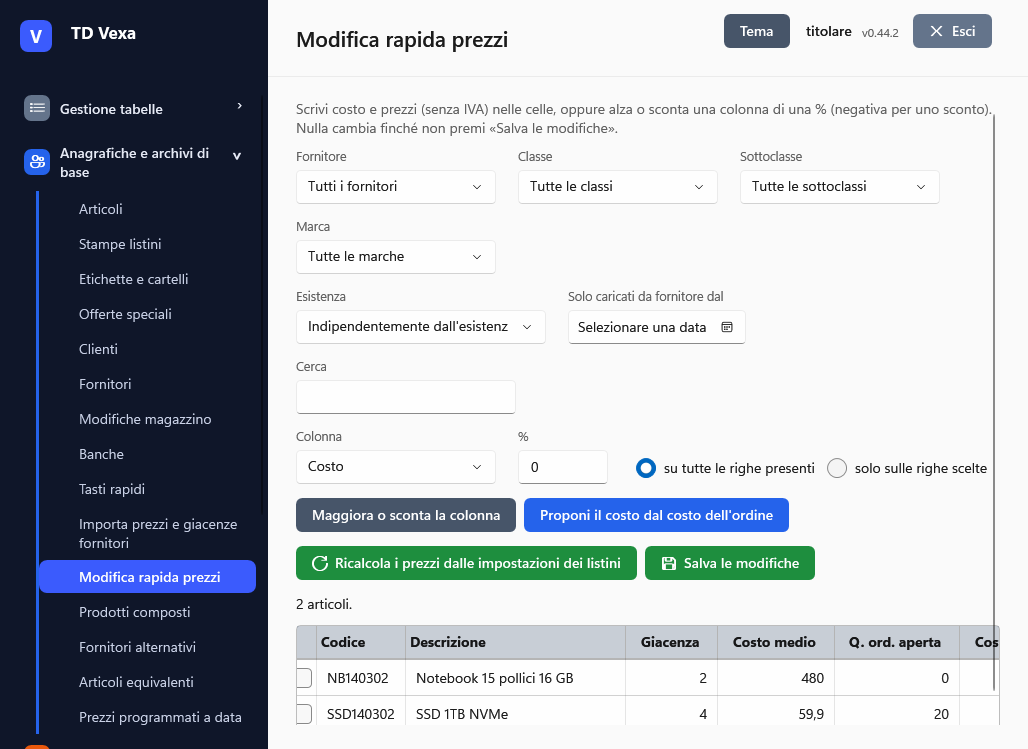 V TD Vexa
Modifica rapida prezzi
Tema titolare v0.44.2 Esci
Gestione tabelle
Anagrafiche e archivi di
base
Articoli
Stampe listini
Etichette e cartelli
Offerte speciali
Clienti
Fornitori
Modifiche magazzino
Banche
Tasti rapidi
Importa prezzi e giacenze
fornitori
Modifica rapida prezzi
Prodotti composti
Fornitori alternativi
Articoli equivalenti
Prezzi programmati a data
Scrivi costo e prezzi (senza IVA) nelle celle, oppure alza o sconta una colonna di una % (negativa per uno sconto).
Nulla cambia finché non premi «Salva le modifiche».
Fornitore Classe Sottoclasse
Tutti i fornitori Tutte le classi Tutte le sottoclassi
Marca
Tutte le marche
Esistenza Solo caricati da fornitore dal
Indipendentemente dall'esistenz Selezionare una data
Cerca
Colonna %
Costo 0 su tutte le righe presenti solo sulle righe scelte
Maggiora o sconta la colonna Proponi il costo dal costo dell'ordine
Ricalcola i prezzi dalle impostazioni dei listini Salva le modifiche
2 articoli.
Codice Descrizione Giacenza Costo medio Q. ord. aperta Cos
NB140302 Notebook 15 pollici 16 GB 2 480 0
SSD140302 SSD 1TB NVMe 4 59,9 20